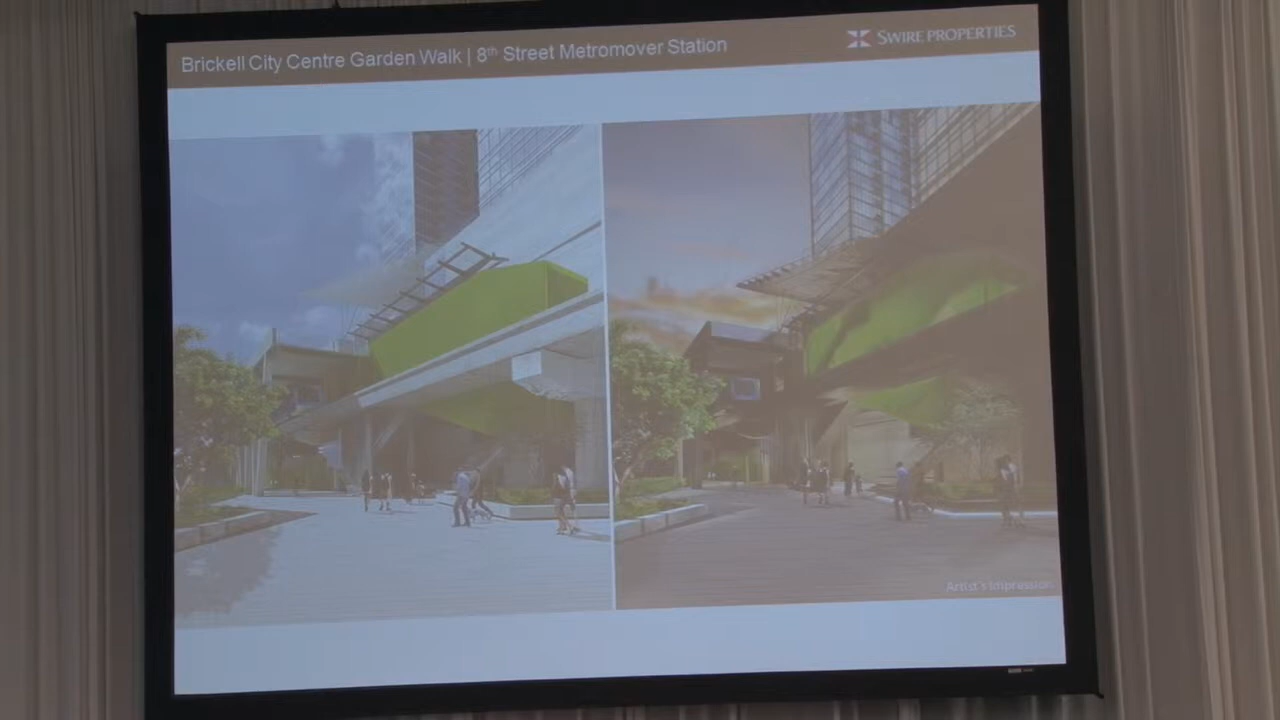 Brickell City Centre Garden Walk | 8th Street Metromover Station
SWIRE PROPERTIES
Artist's Impression